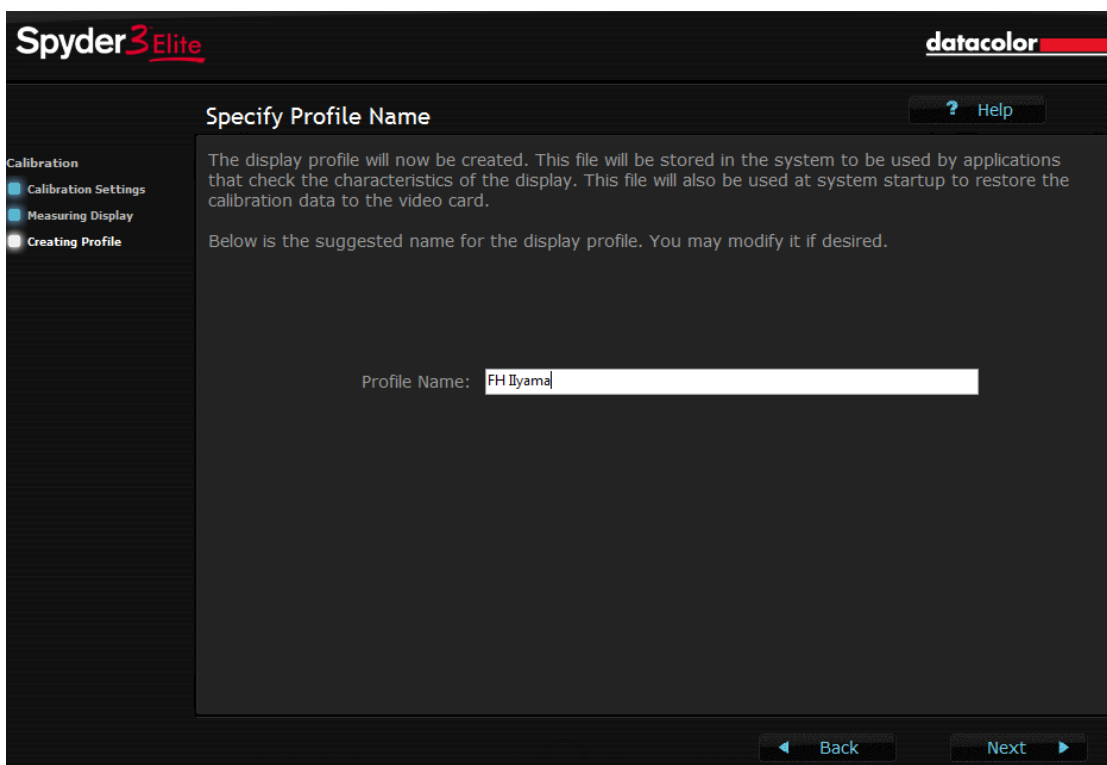 Spyder3Elite
datacolor
Specify Profile Name
? Help
Calibration
Calibration Settings
Measuring Display
Creating Profile
The display profile will now be created. This file will be stored in the system to be used by applications
that check the characteristics of the display. This file will also be used at system startup to restore the
calibration data to the video card.
Below is the suggested name for the display profile. You may modify it if desired.
Profile Name: FH IIyama
Back
Next